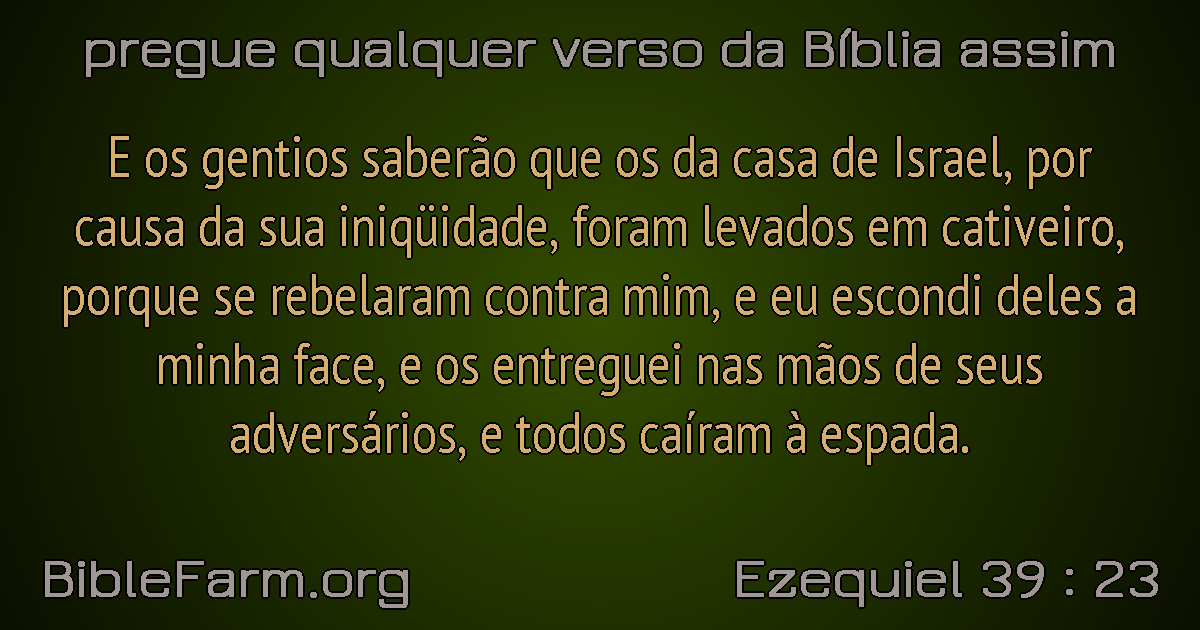 pregue qualquer verso da Bíblia assim
E os gentios saberão que os da casa de Israel, por
causa da sua iniqüidade, foram levados em cativeiro,
porque se rebelaram contra mim, e eu escondi deles a
minha face, e os entreguei nas mãos de seus
adversários, e todos caíram à espada.
BibleFarm.org
Ezequiel 39 : 23